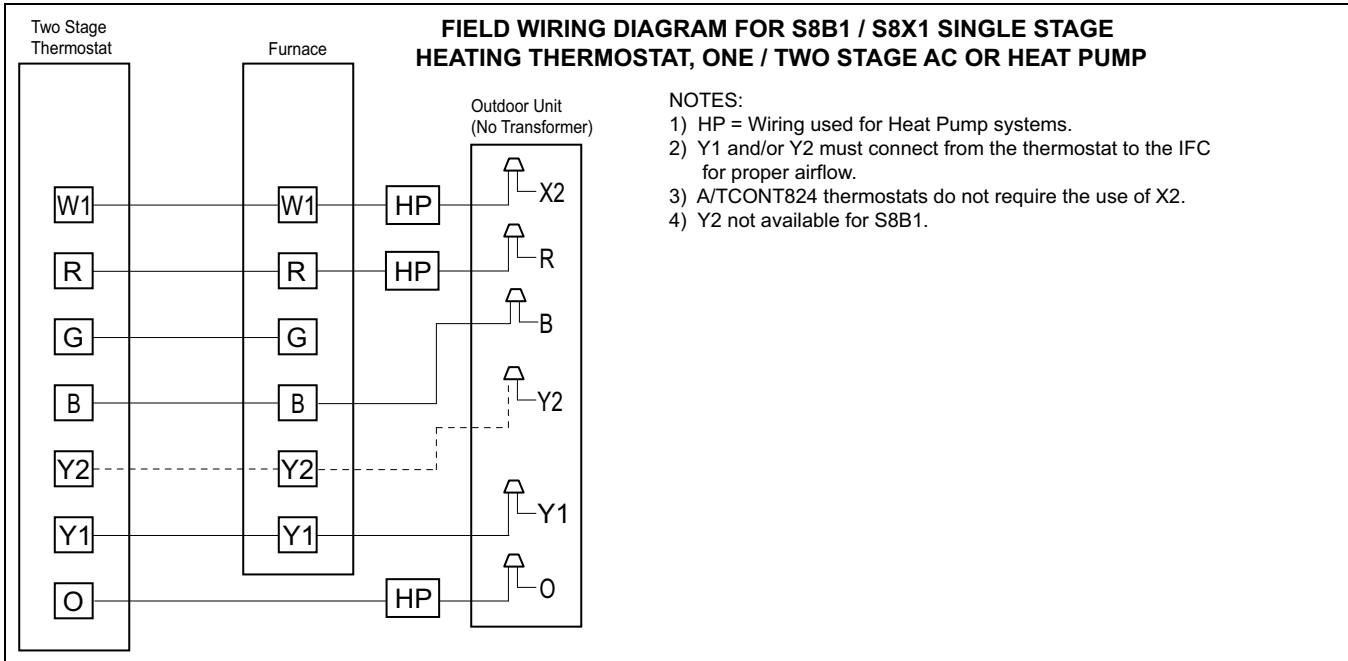 FIELD WIRING DIAGRAM FOR S8B1 / S8X1 SINGLE STAGE
HEATING THERMOSTAT, ONE / TWO STAGE AC OR HEAT PUMP
Two Stage
Thermostat
Furnace
Outdoor Unit
(No Transformer)
NOTES:
1) HP = Wiring used for Heat Pump systems.
2) Y1 and/or Y2 must connect from the thermostat to the IFC
for proper airflow.
3) A/TCONT824 thermostats do not require the use of X2.
4) Y2 not available for S8B1.
W1 W1 HP X2
R R HP R
G G
B B B
Y2 Y2 Y2
Y1 Y1 Y1
O HP O